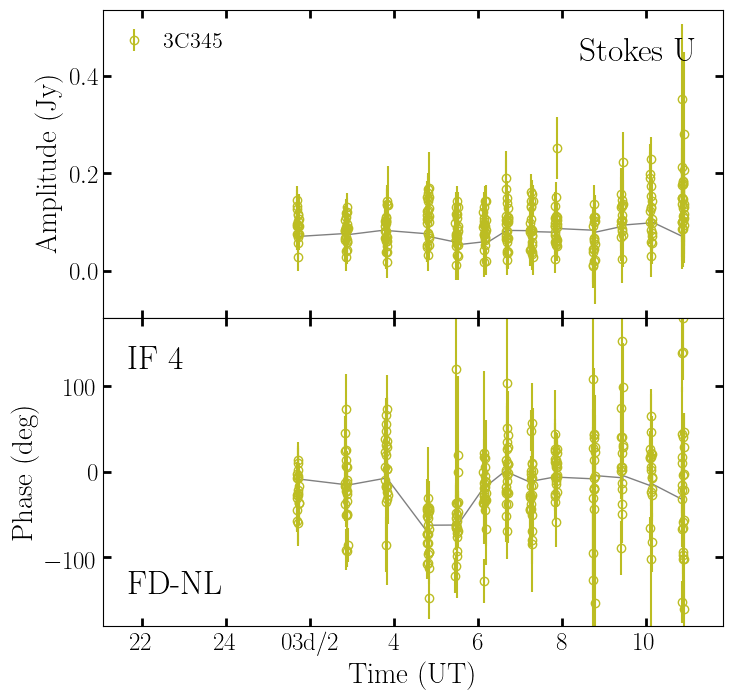 3C345
Stokes U
0.4
0.2
0.0
Amplitude (Jy)
IF 4
100
0
−100
Phase (deg)
FD-NL
22 24 03d/2 4 6 8 10
Time (UT)